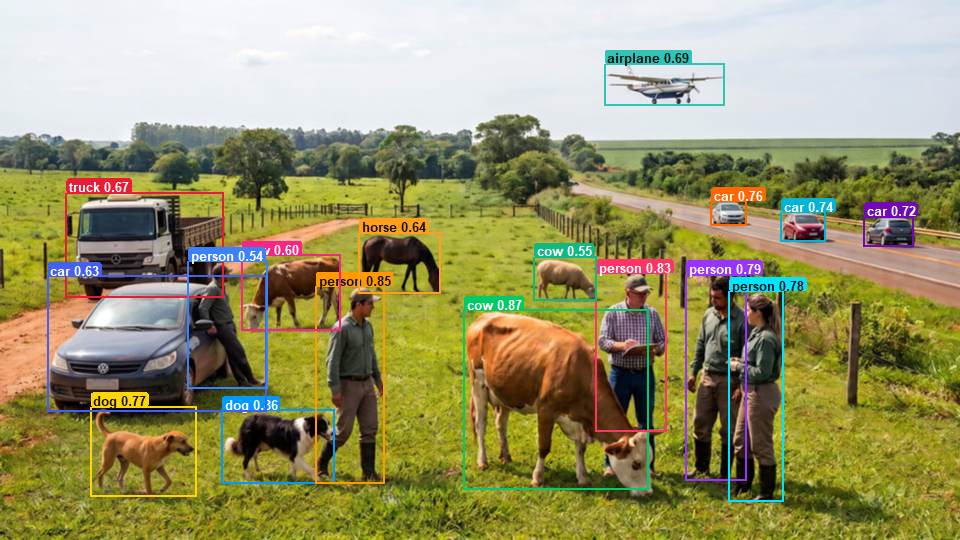 airplane 0.69
truck 0.67
car 0.76
car 0.74
car 0.72
horse 0.64
person 0.54
0.60
cow 0.55
car 0.63
person 0.85
person 0.83
person 0.79
person 0.78
cow 0.87
dog 0.77
dog 0.86